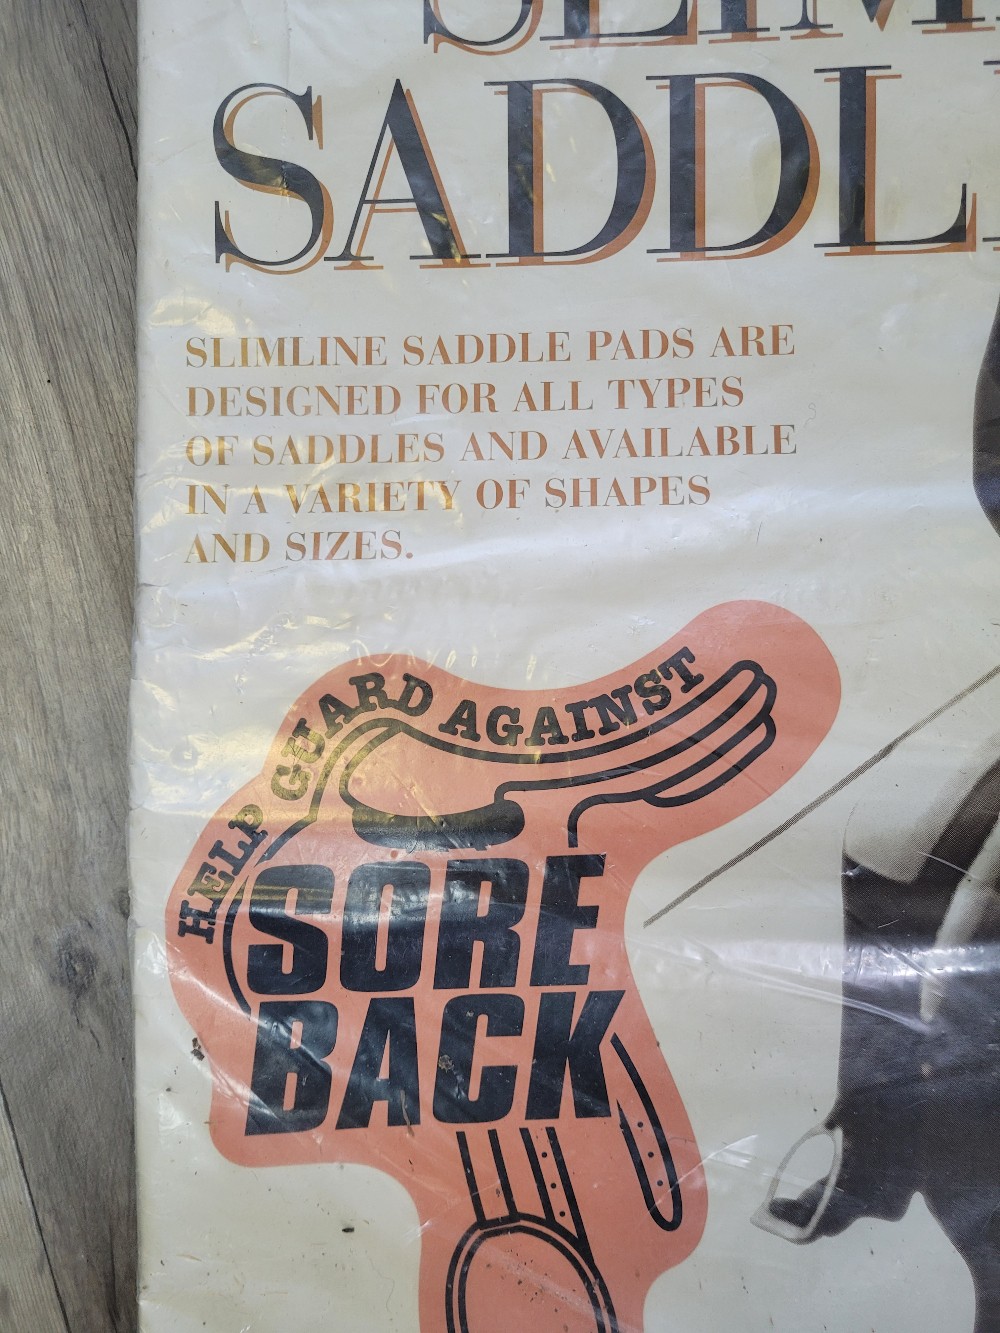 SADDL
SLIMLINE SADDLE PADS ARE
DESIGNED FOR ALL TYPES
OF SADDLES AND AVAILABLE
IN A VARIETY OF SHAPES
AND SIZES.
HELP GUARD AGAINST
SORE
BACK